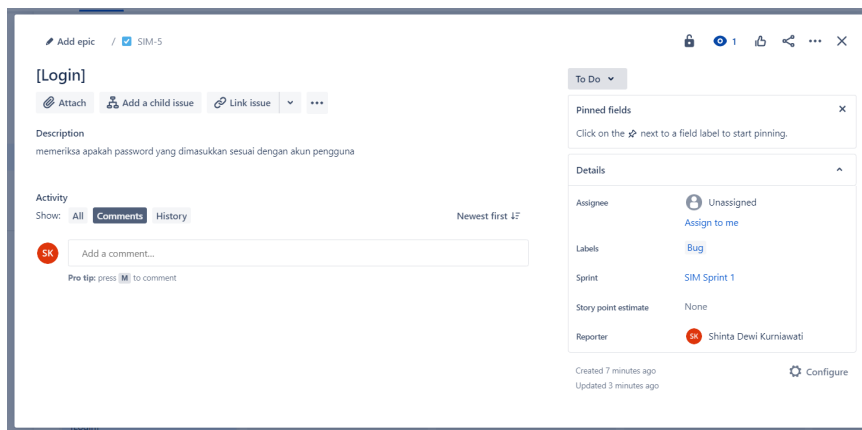 Add epic / SIM-5
1
[Login]
Attach Add a child issue Link issue
Description
memeriksa apakah password yang dimasukkan sesuai dengan akun pengguna
Activity
Show: All Comments History Newest first
SK Add a comment...
Pro tip: press M to comment
To Do
Pinned fields
Click on the next to a field label to start pinning.
Details
Assignee Unassigned
Assign to me
Labels Bug
Sprint SIM Sprint 1
Story point estimate None
Reporter SK Shinta Dewi Kurniawati
Created 7 minutes ago Configure
Updated 3 minutes ago